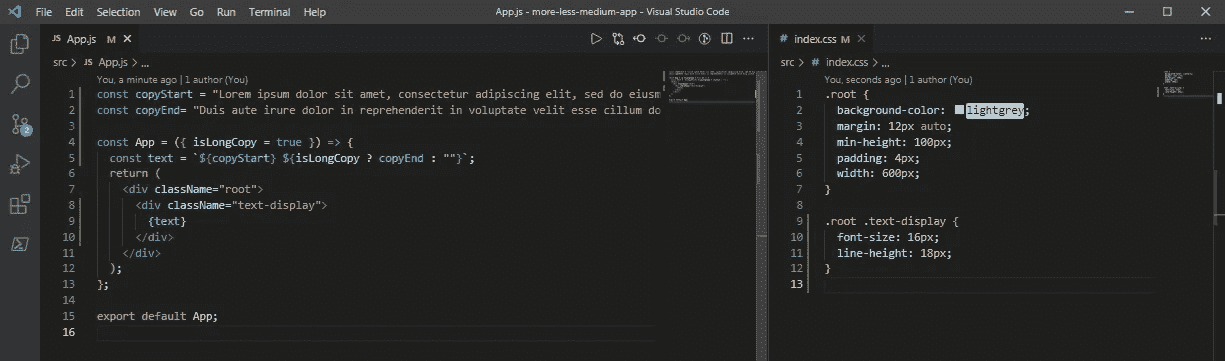 File Edit Selection View Go Run Terminal Help App.js - more-less-medium-app - Visual Studio Code
JS App.js M
src > JS App.js > ...
You, a minute ago | 1 author (You)
1 const copyStart = "Lorem ipsum dolor sit amet, consectetur adipiscing elit, sed do eiusm
2 const copyEnd= "Duis aute irure dolor in reprehenderit in voluptate velit esse cillum do
3
4 const App = ({ isLongCopy = true }) => {
5 const text = `${copyStart} ${isLongCopy ? copyEnd : ""}`;
6 return (
7 <div className="root">
8 <div className="text-display">
9 {text}
10 </div>
11 </div>
12 );
13 };
14
15 export default App;
16
2
# index.css M
src > # index.css > ...
You, seconds ago | 1 author (You)
1 .root {
2 background-color: lightgrey;
3 margin: 12px auto;
4 min-height: 100px;
5 padding: 4px;
6 width: 600px;
7 }
8
9 .root .text-display {
10 font-size: 16px;
11 line-height: 18px;
12 }
13